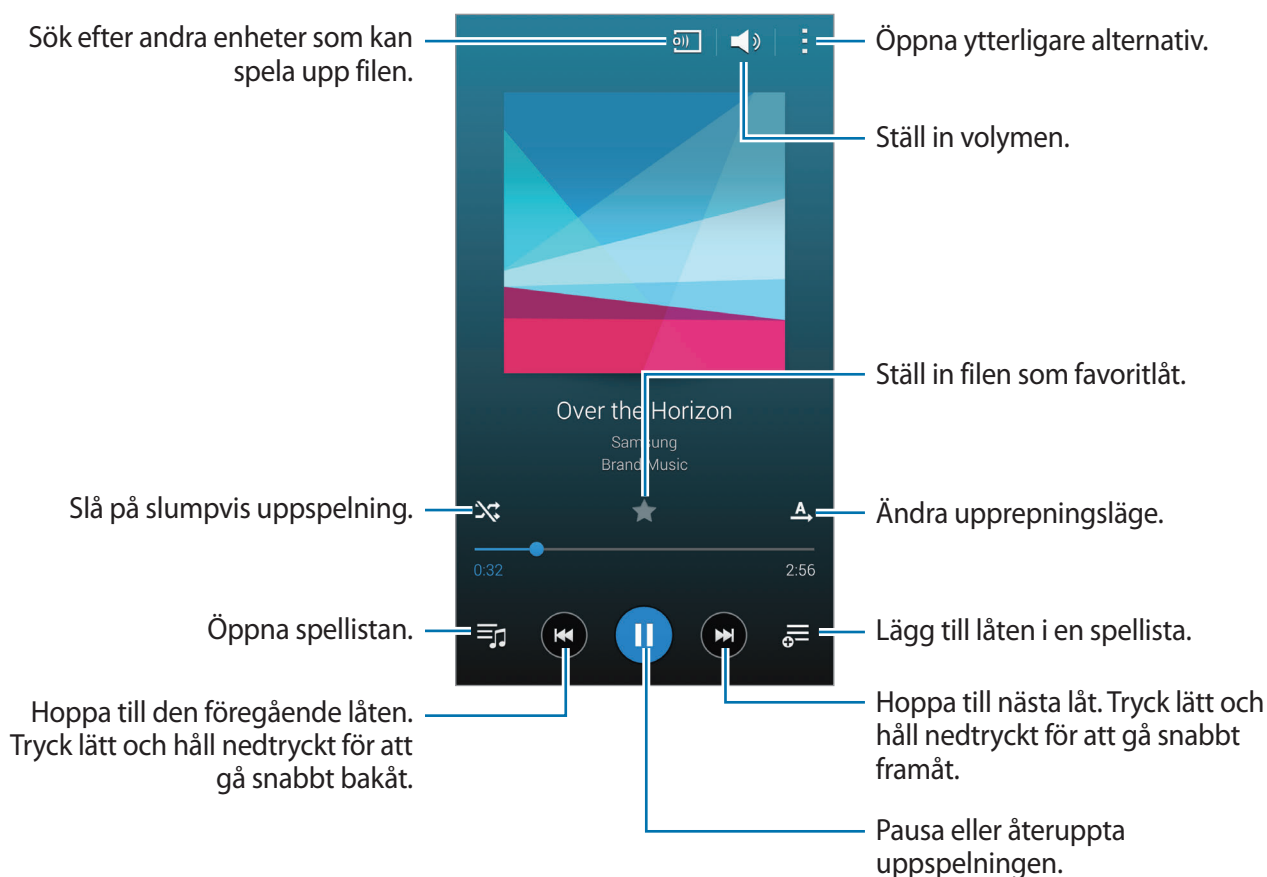 Sök efter andra enheter som kan
spela upp filen.
Öppna ytterligare alternativ.
Ställ in volymen.
Ställ in filen som favoritlåt.
Over the Horizon
Samsung
Brand Music
Slå på slumpvis uppspelning.
A
Ändra upprepningsläge.
0:32
2:56
Öppna spellistan.
Lägg till låten i en spellista.
Hoppa till den föregående låten.
Tryck lätt och håll nedtryckt för att
gå snabbt bakåt.
Hoppa till nästa låt. Tryck lätt och
håll nedtryckt för att gå snabbt
framåt.
Pausa eller återuppta
uppspelningen.